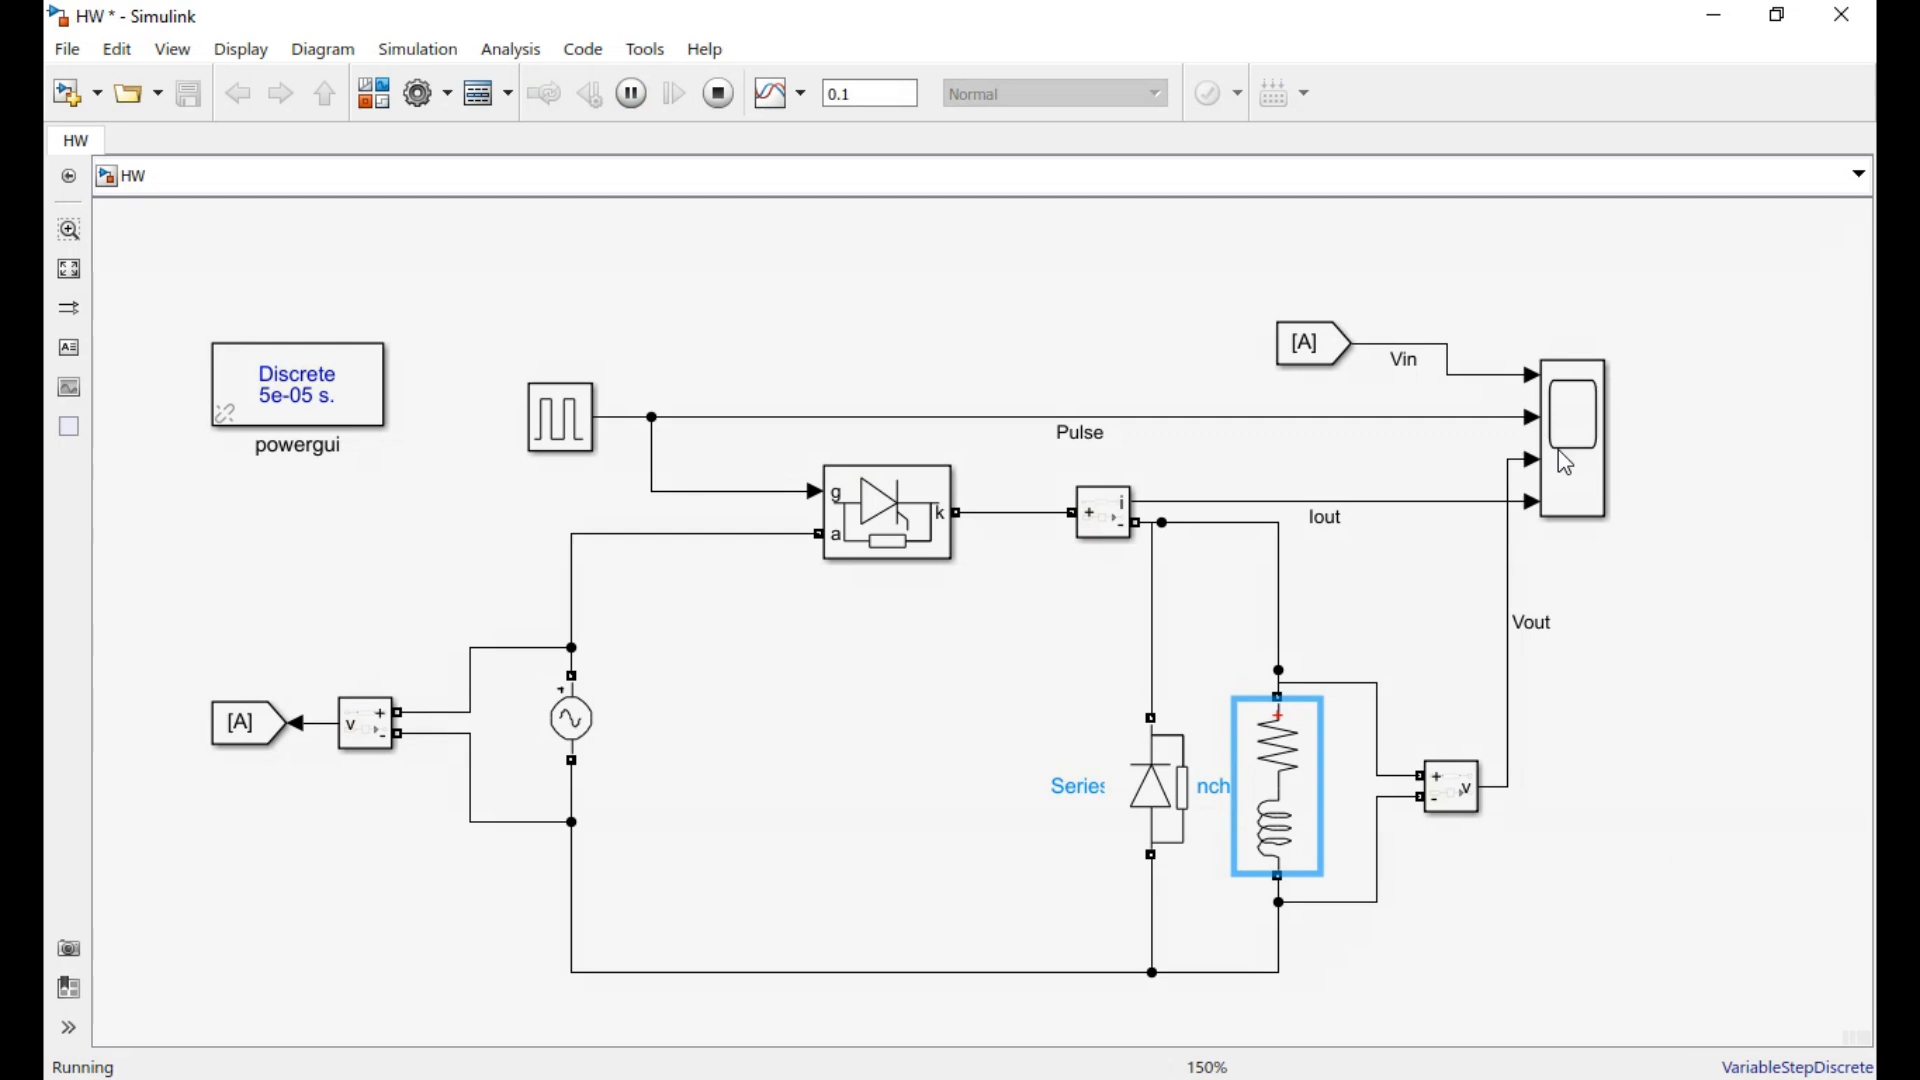 HW * - Simulink
File Edit View Display Diagram Simulation Analysis Code Tools Help
0.1 Normal
HW
HW
[A]
Vin
Discrete
5e-05 s.
powergui
Pulse
g
a
k
i
+
-
Iout
Vout
[A]
v
+
-
+
Series
nch
+
+
-
v
Running 150% VariableStepDiscrete